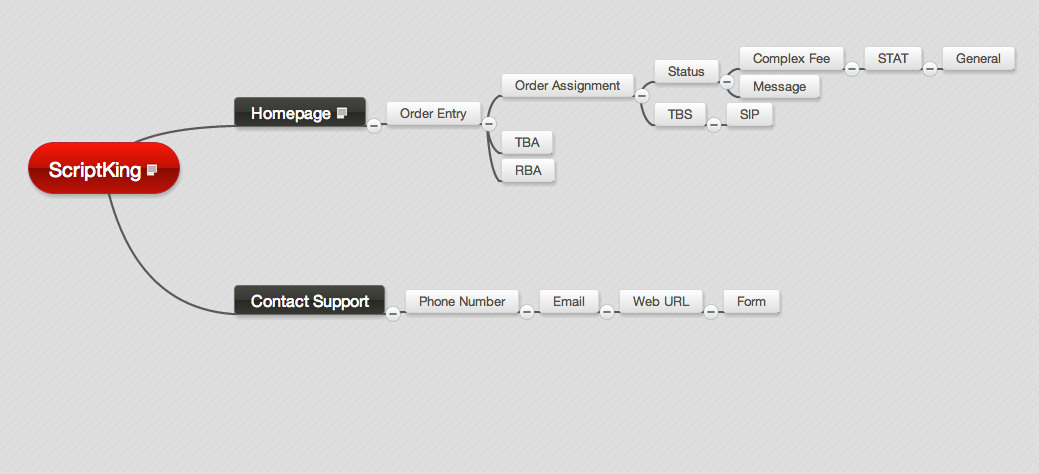 ScriptKing
Homepage
Order Entry
Order Assignment
Status
Complex Fee
STAT
General
Message
TBS
SIP
TBA
RBA
Contact Support
Phone Number
Email
Web URL
Form